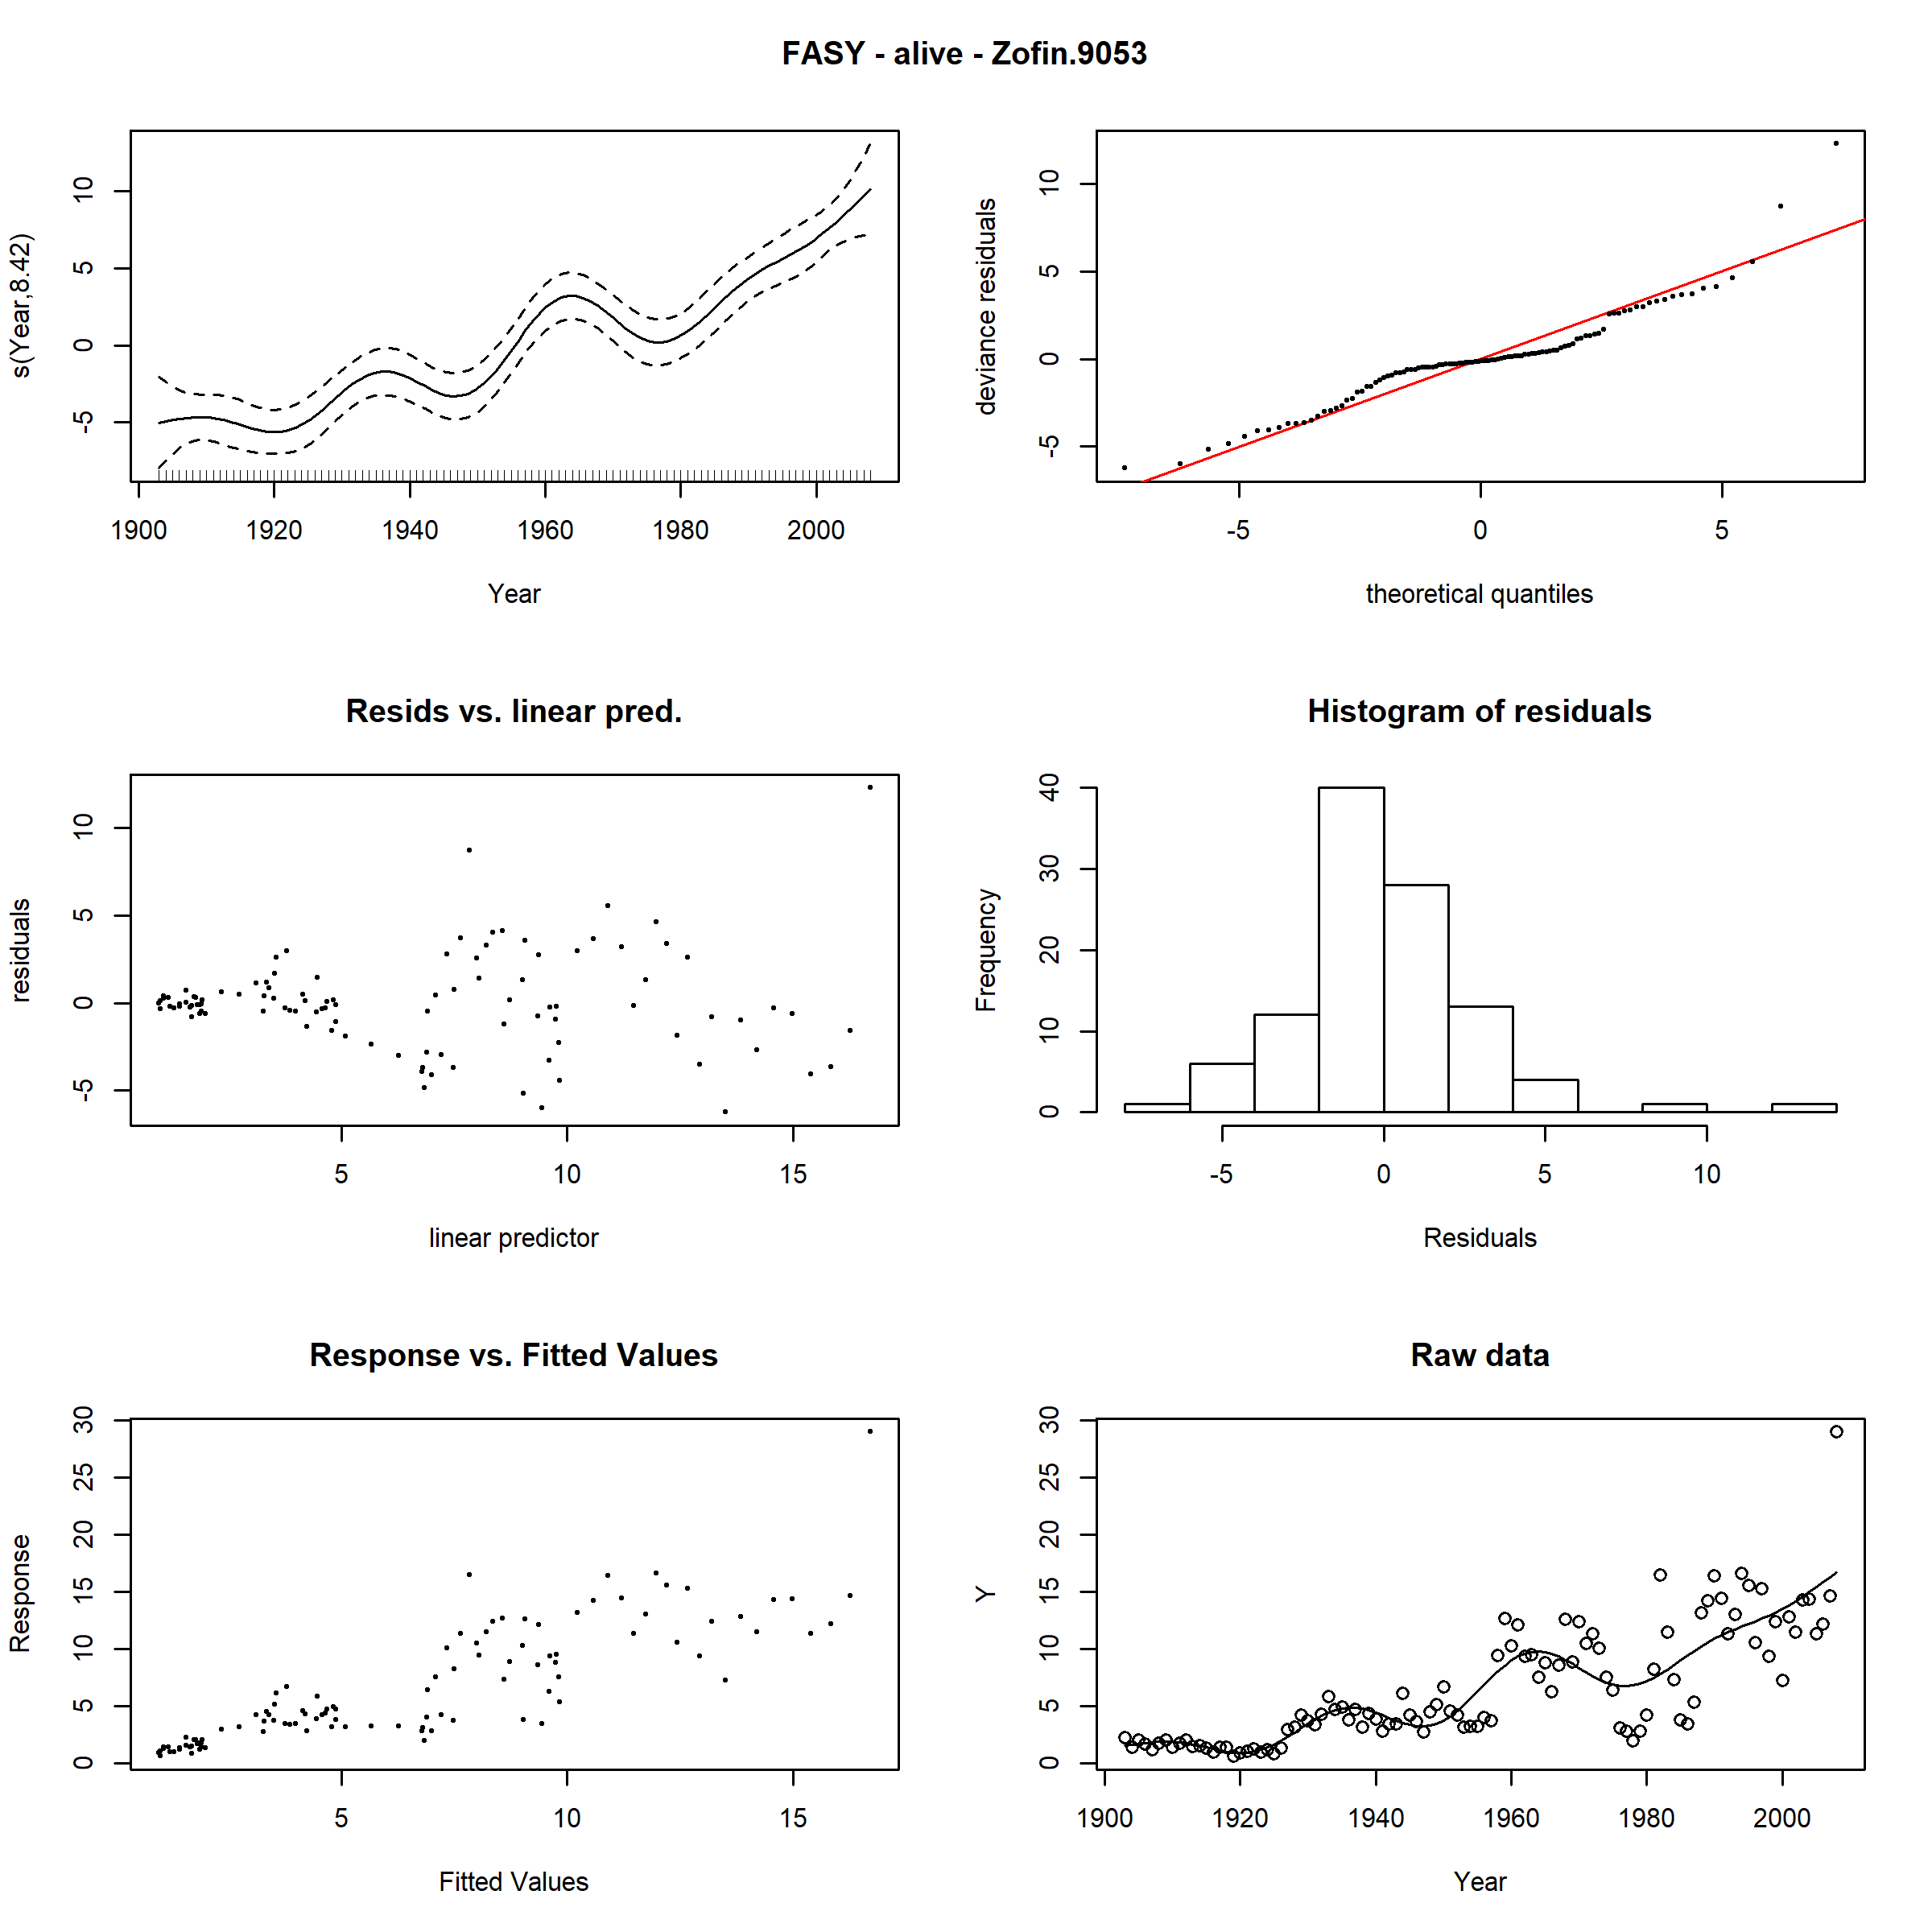 FASY - alive - Zofin.9053
s(Year,8.42)
10
5
0
-5
1900 1920 1940 1960 1980 2000
Year
deviance residuals
10
5
0
-5
-5 0 5
theoretical quantiles
Resids vs. linear pred.
residuals
10
5
0
-5
5 10 15
linear predictor
Histogram of residuals
Frequency
40
30
20
10
0
-5 0 5 10
Residuals
Response vs. Fitted Values
Response
30
25
20
15
10
5
0
5 10 15
Fitted Values
Raw data
Y
30
25
20
15
10
5
0
1900 1920 1940 1960 1980 2000
Year